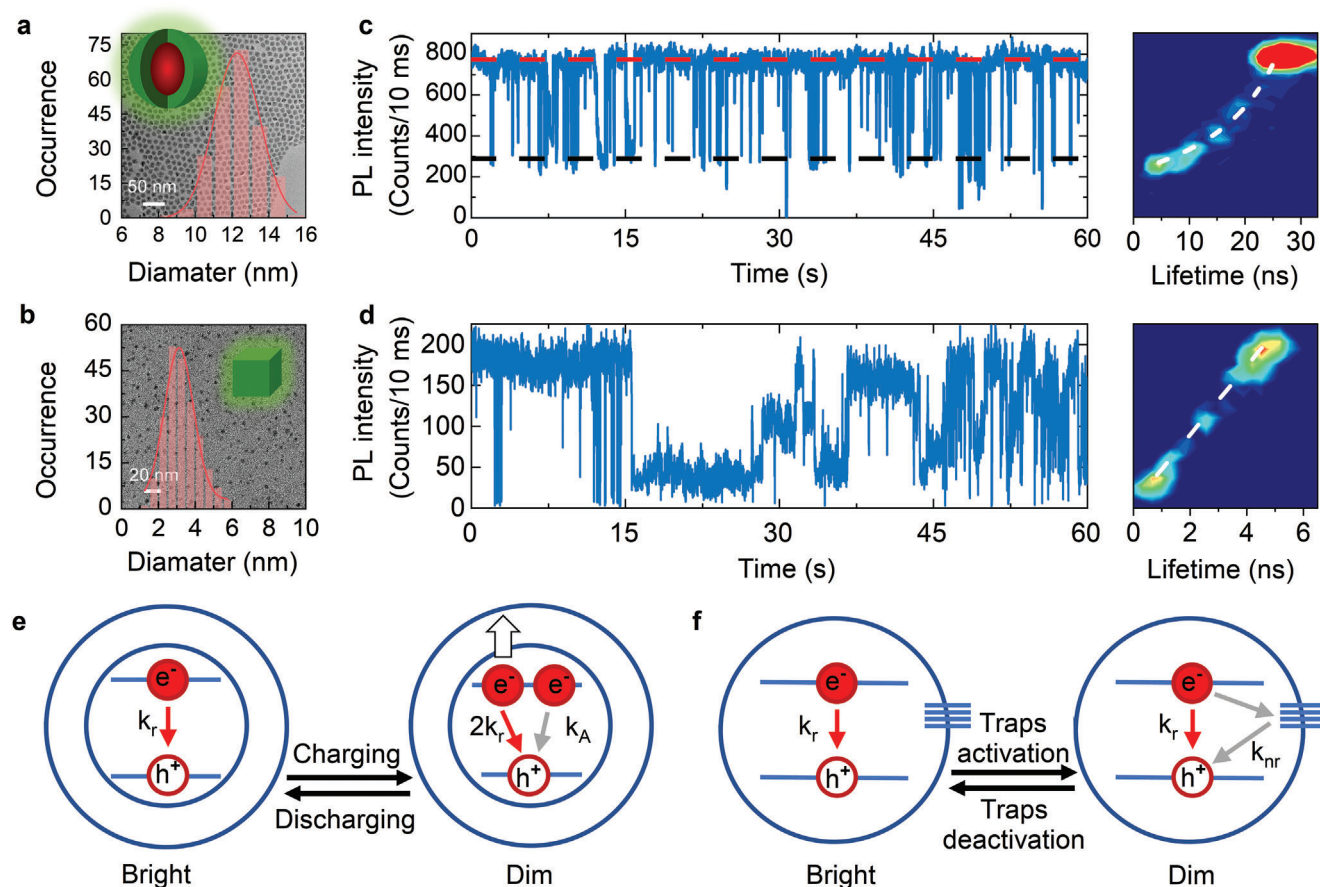 a
Occurrence
75
60
45
30
15
0
50 nm
6 8 10 12 14 16
Diamater (nm)
b
Occurrence
60
45
30
15
0
20 nm
0 2 4 6 8 10
Diamater (nm)
c
PL intensity
(Counts/10 ms)
800
600
400
200
0
0 15 30 45 60
Time (s)
0 10 20 30
Lifetime (ns)
d
PL intensity
(Counts/10 ms)
200
150
100
50
0
0 15 30 45 60
Time (s)
0 2 4 6
Lifetime (ns)
e
e-
kr
h+
Bright
Charging
Discharging
e- e-
2kr kA
h+
Dim
f
e-
kr
h+
Bright
Traps
activation
Traps
deactivation
e-
kr
knr
h+
Dim